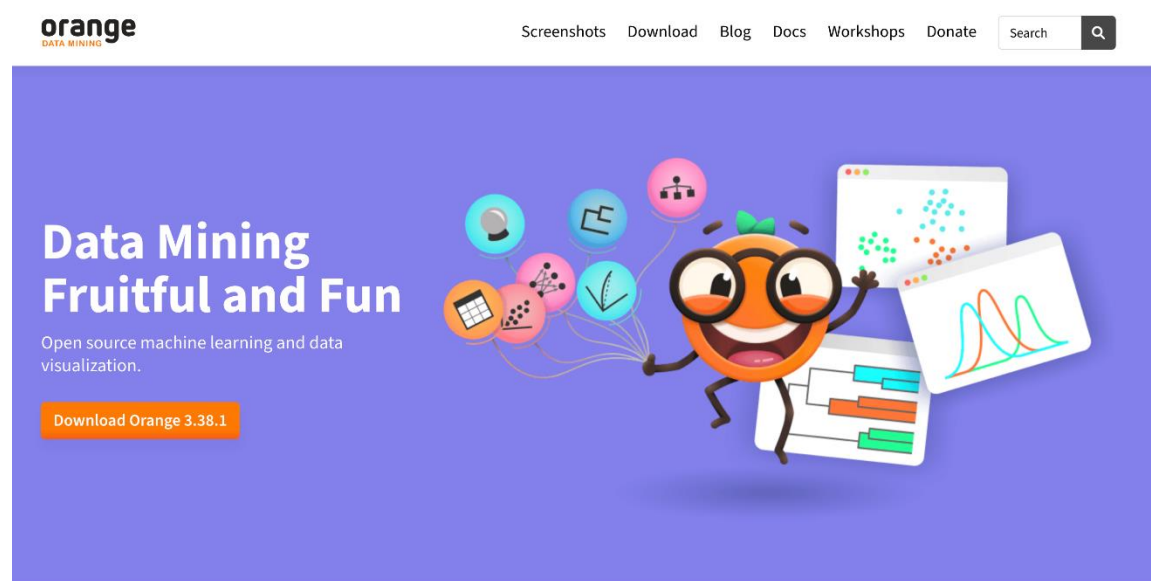 orange
DATA MINING
Screenshots Download Blog Docs Workshops Donate Search
Data Mining
Fruitful and Fun
Open source machine learning and data
visualization.
Download Orange 3.38.1